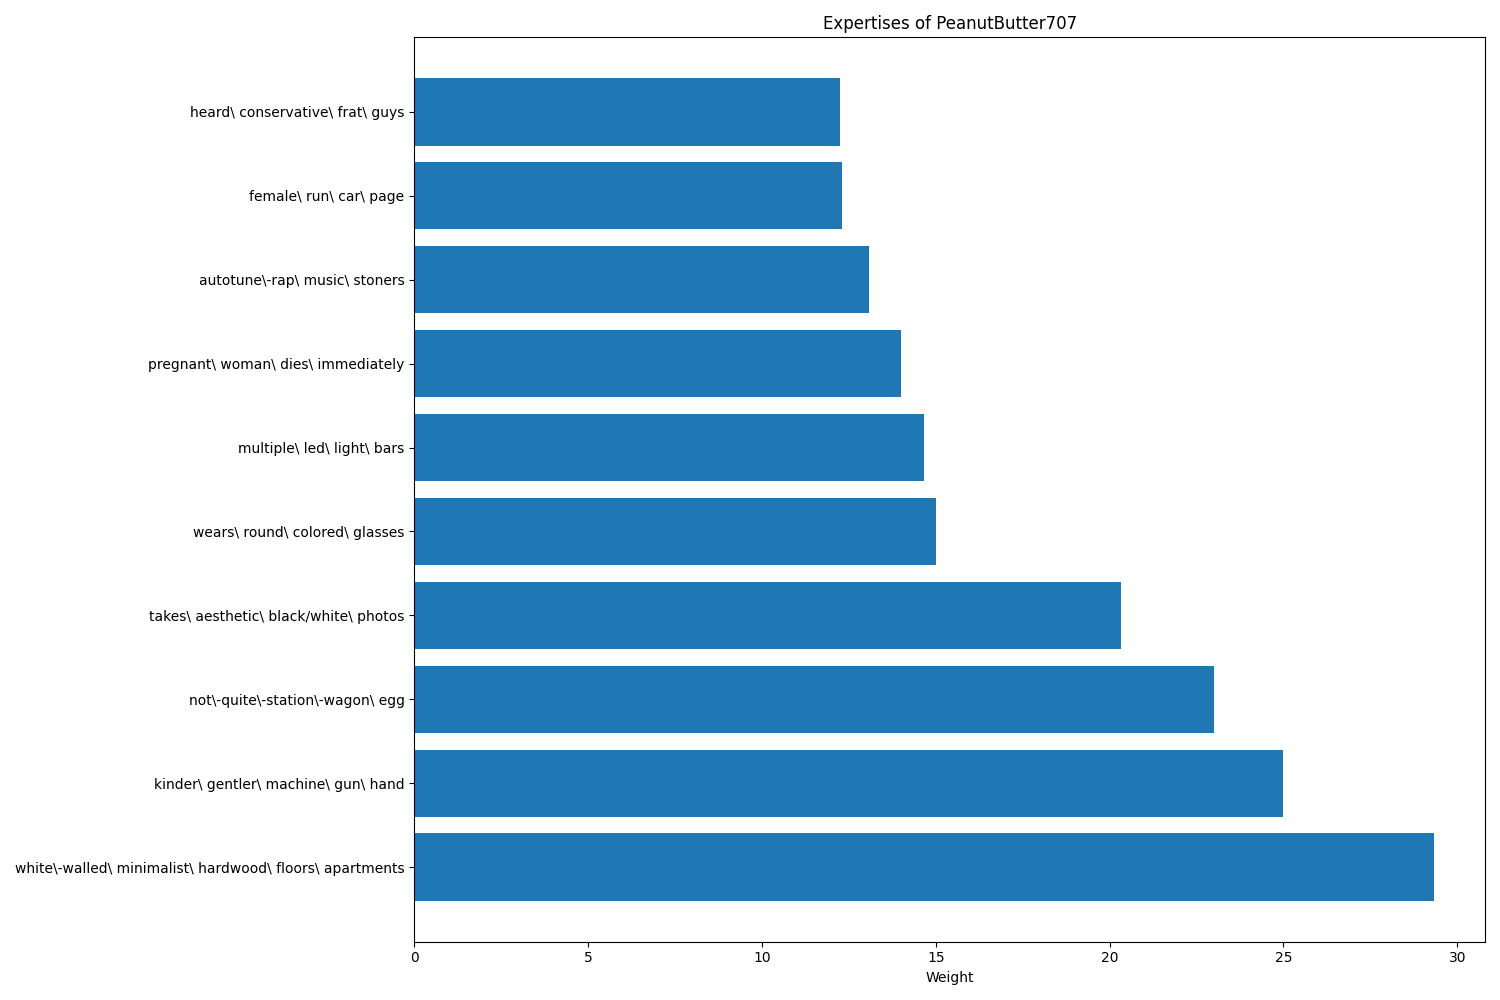 Expertises of PeanutButter707
heard\ conservative\ frat\ guys
female\ run\ car\ page
autotune\-rap\ music\ stoners
pregnant\ woman\ dies\ immediately
multiple\ led\ light\ bars
wears\ round\ colored\ glasses
takes\ aesthetic\ black/white\ photos
not\-quite\-station\-wagon\ egg
kinder\ gentler\ machine\ gun\ hand
white\-walled\ minimalist\ hardwood\ floors\ apartments
0 5 10 15 20 25 30
Weight